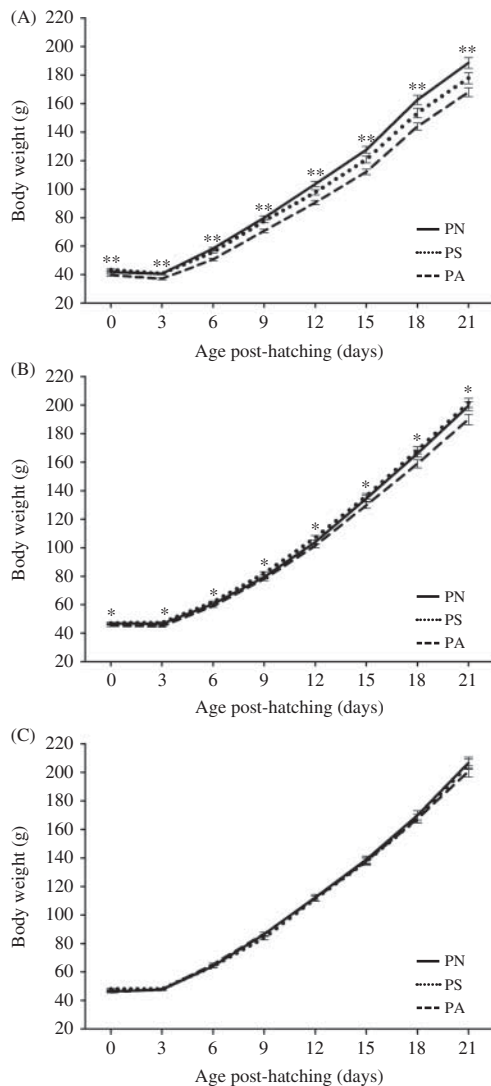 (A)
220
200
180
160
140
120
100
80
60
40
20
Body weight (g)
** ** ** ** ** ** ** **
PN
PS
PA
0 3 6 9 12 15 18 21
Age post-hatching (days)
(B)
220
200
180
160
140
120
100
80
60
40
20
Body weight (g)
* * * * * * * *
PN
PS
PA
0 3 6 9 12 15 18 21
Age post-hatching (days)
(C)
220
200
180
160
140
120
100
80
60
40
20
Body weight (g)
PN
PS
PA
0 3 6 9 12 15 18 21
Age post-hatching (days)